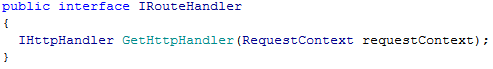 public interface IRouteHandler
{
  IHttpHandler GetHttpHandler(RequestContext requestContext);
}